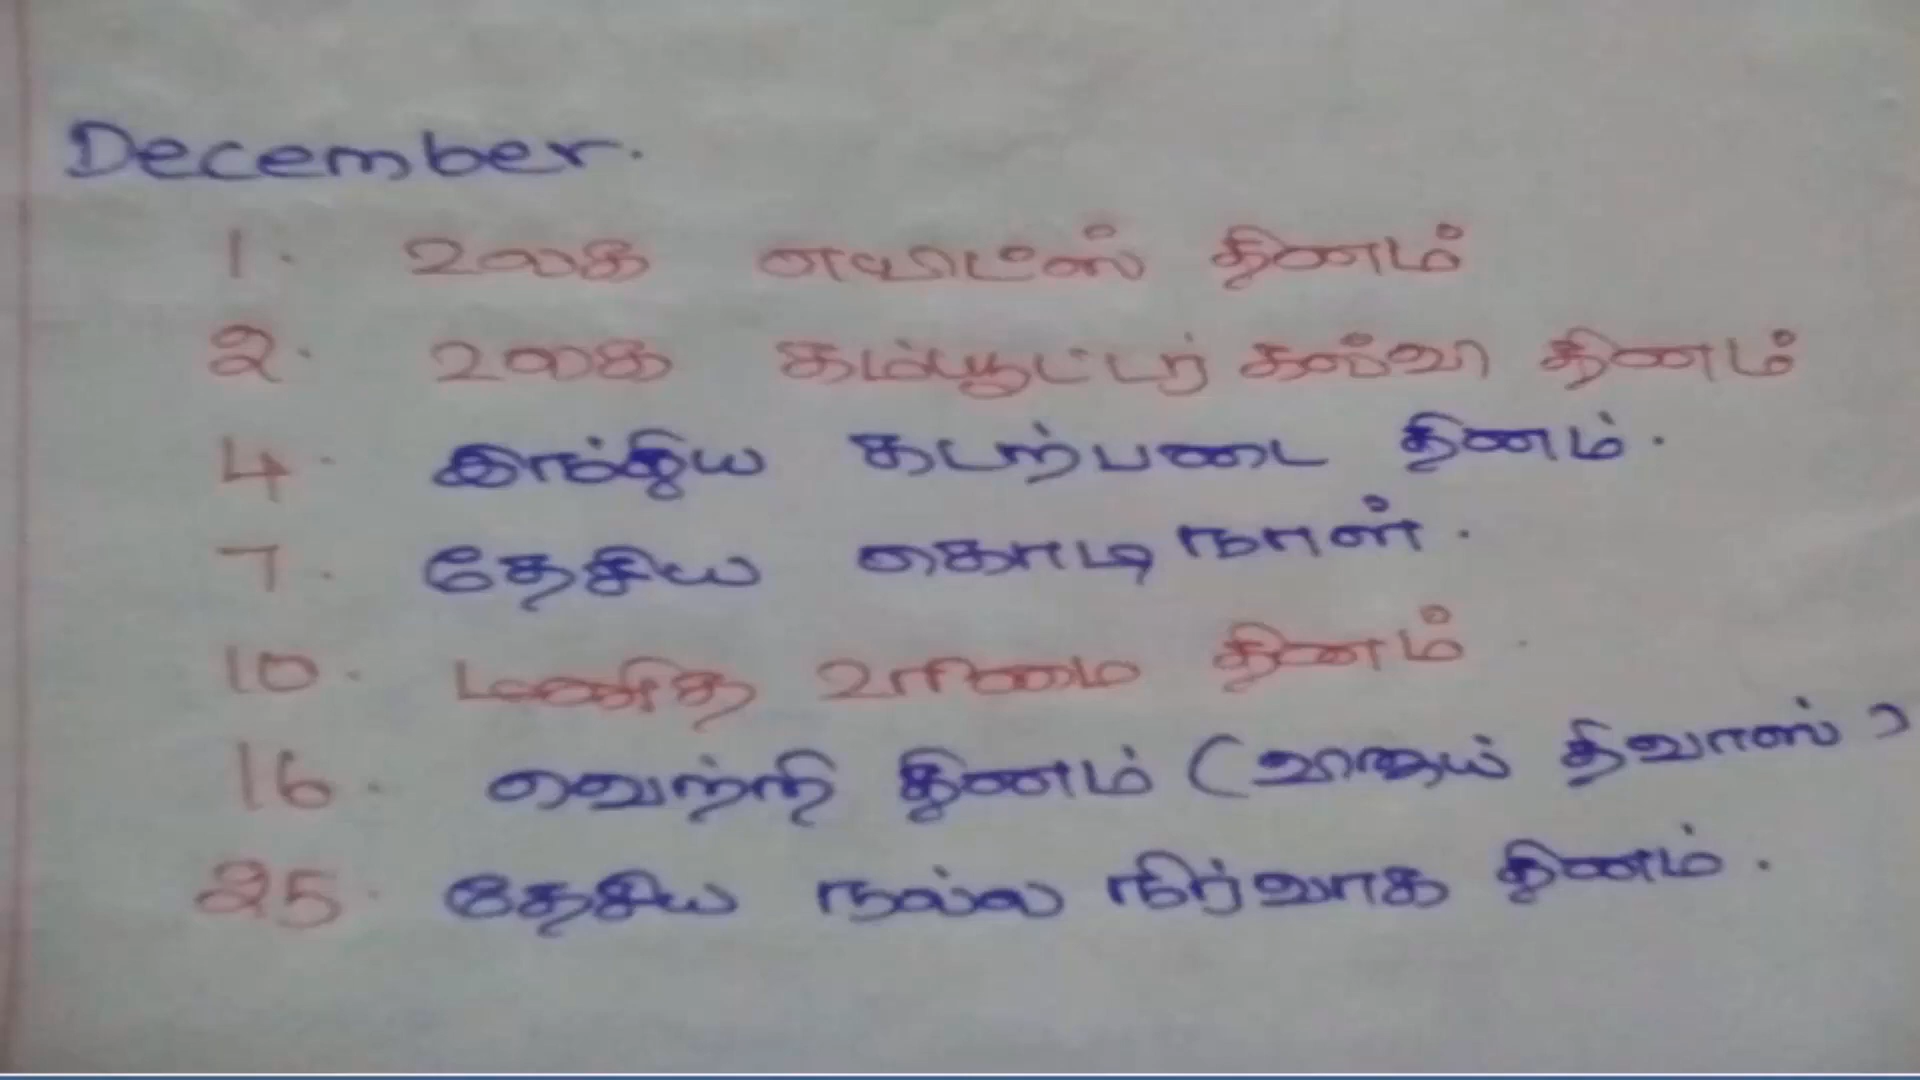 December.
1. உலக எயிட்ஸ் தினம்
2. உலக கம்ப்யூட்டர் கல்வி தினம்
4. இந்திய கடற்படை தினம்.
7. தேசிய கொடிநாள்.
10. மனித உரிமை தினம்.
16. வெற்றி தினம் (விஜய் திவாஸ்)
25. தேசிய நல்ல நிர்வாக தினம்.